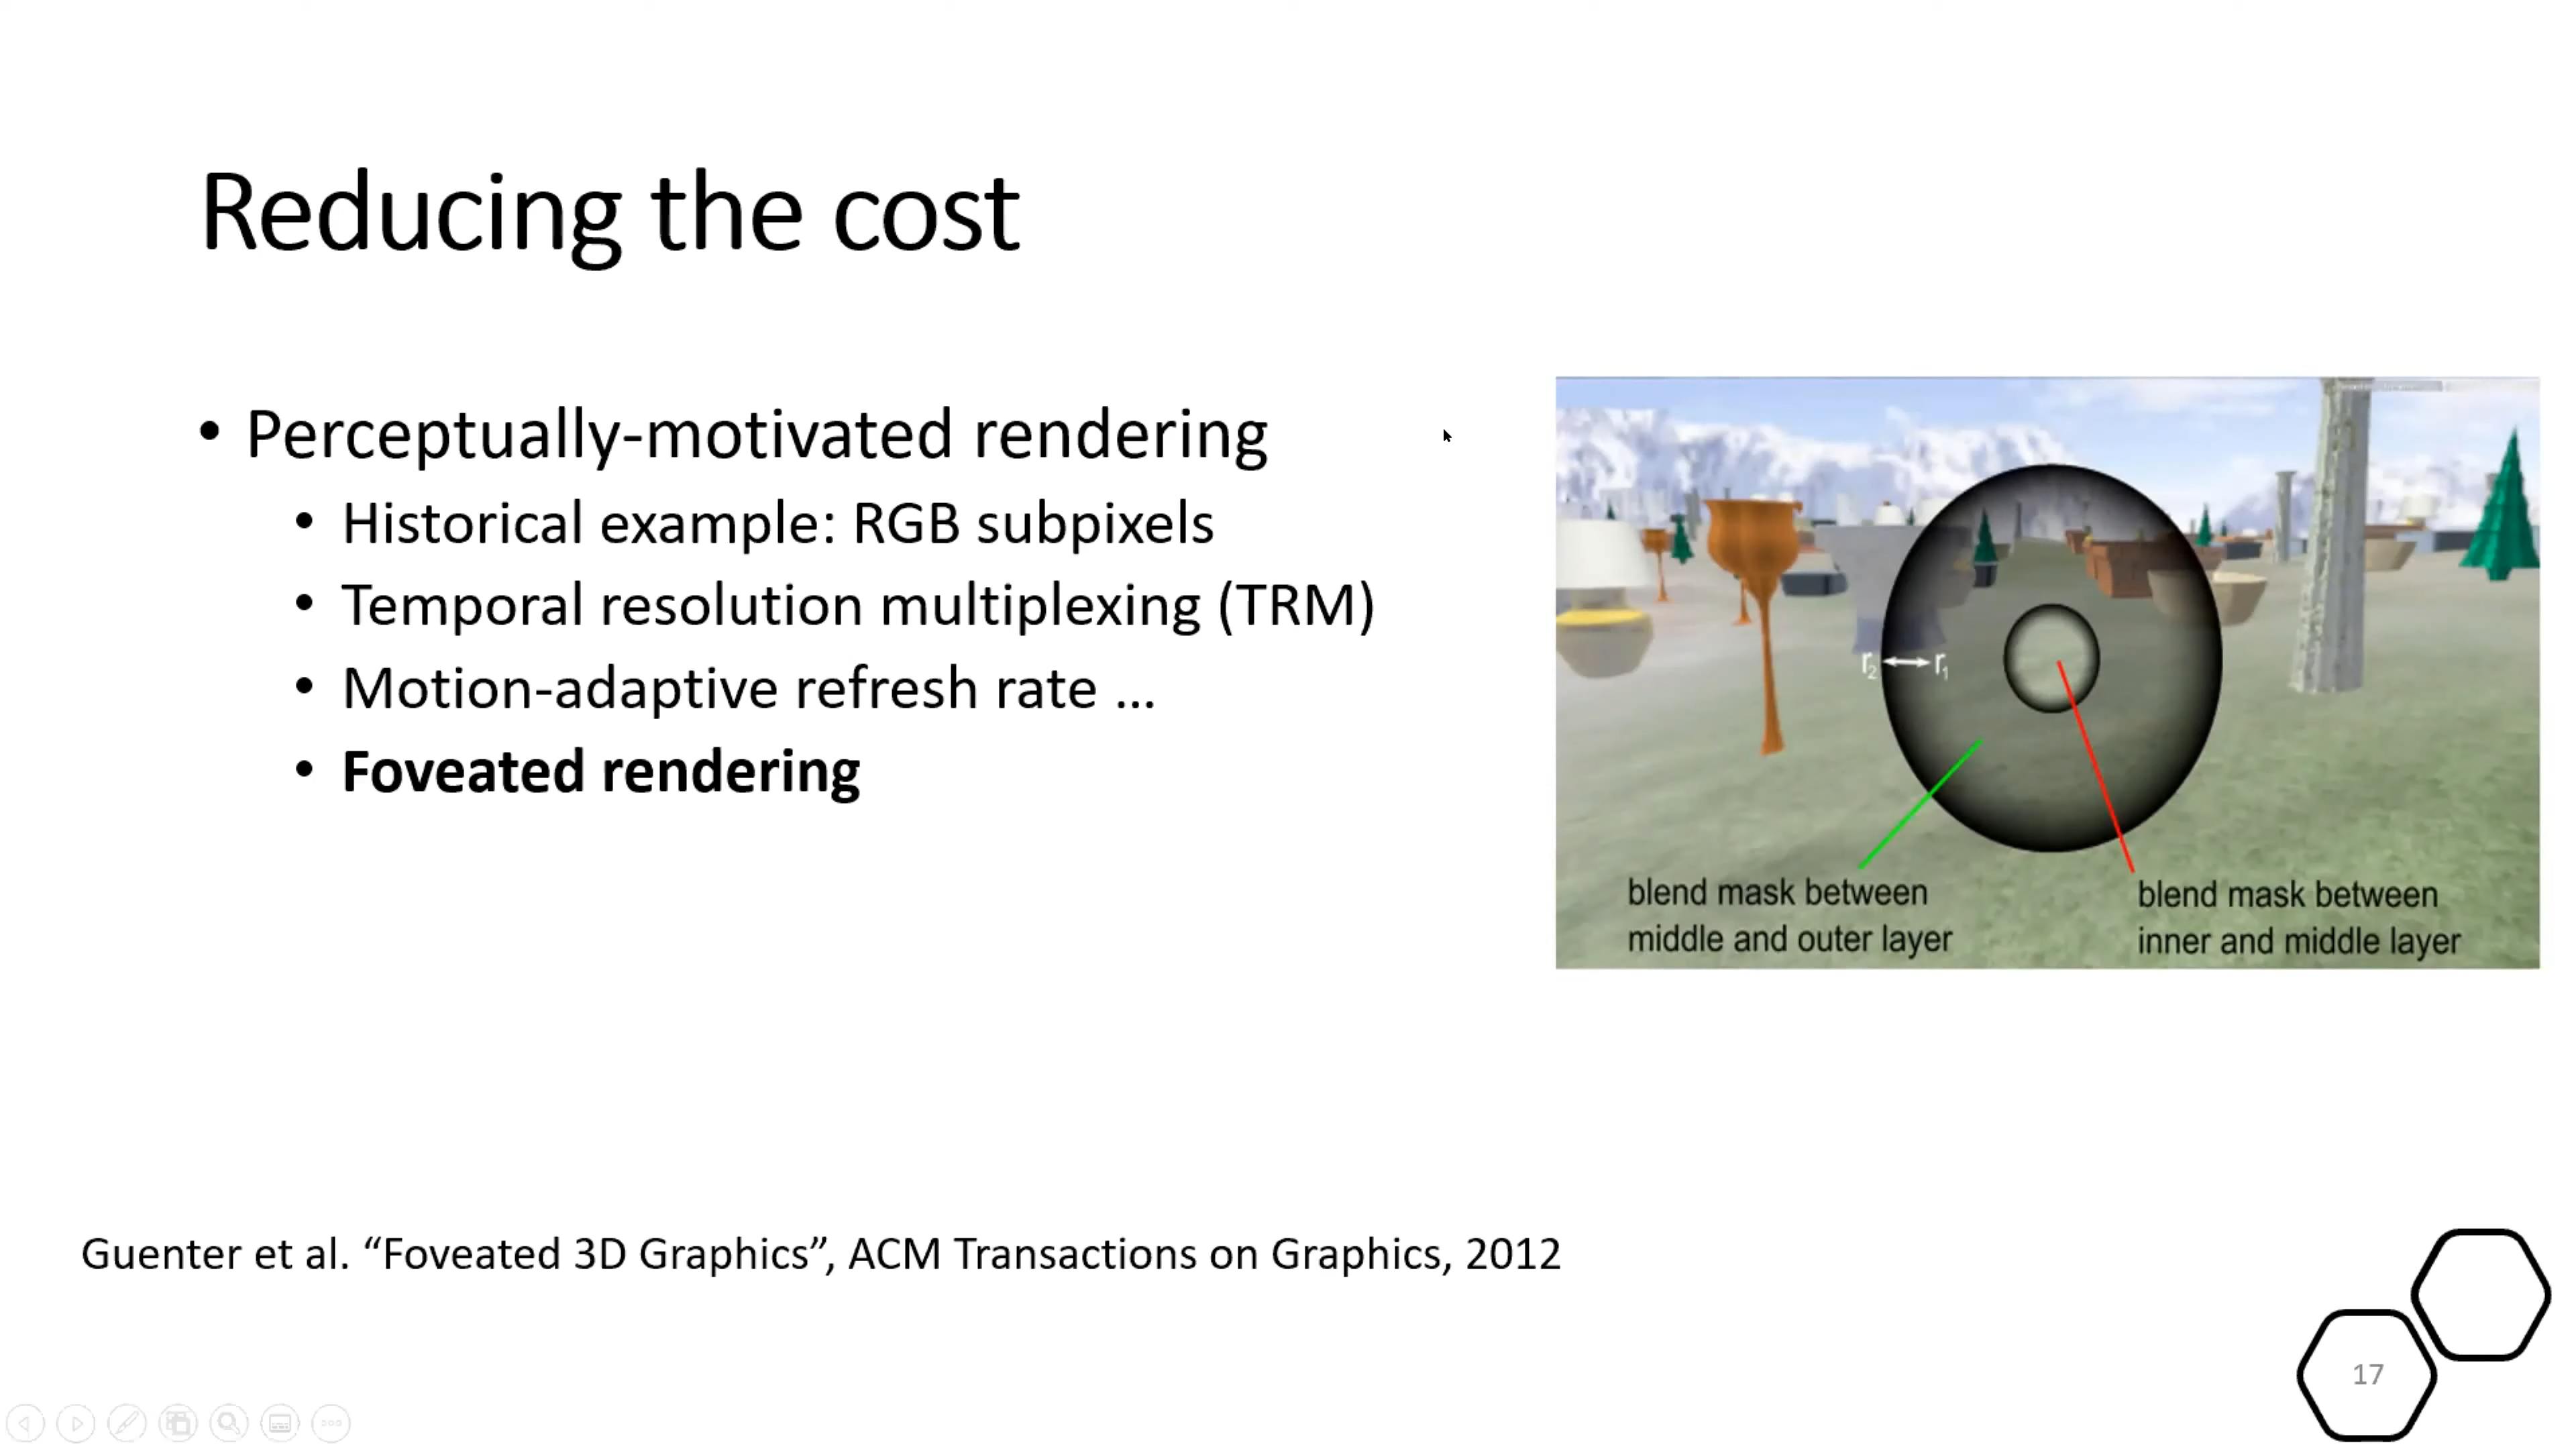 Reducing the cost
• Perceptually-motivated rendering
• Historical example: RGB subpixels
• Temporal resolution multiplexing (TRM)
• Motion-adaptive refresh rate ...
• Foveated rendering
r2 r1
blend mask between
middle and outer layer
blend mask between
inner and middle layer
Guenter et al. “Foveated 3D Graphics”, ACM Transactions on Graphics, 2012
17